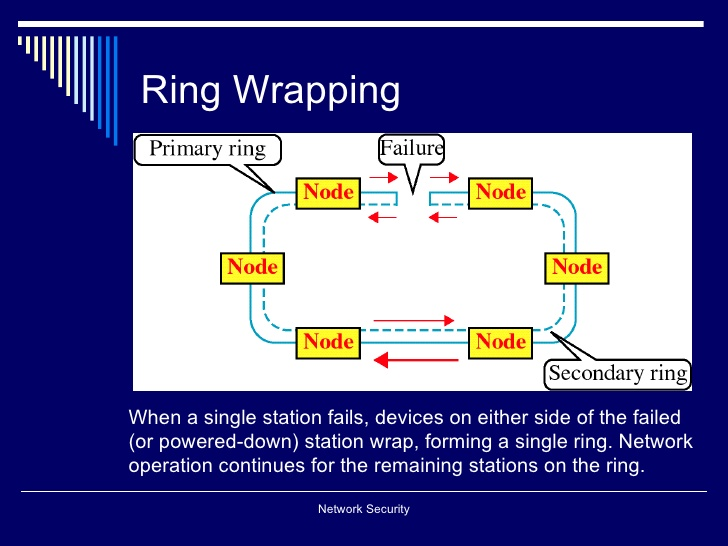 Ring Wrapping
Primary ring
Failure
Node
Node
Node
Node
Node
Node
Secondary ring
When a single station fails, devices on either side of the failed
(or powered-down) station wrap, forming a single ring. Network
operation continues for the remaining stations on the ring.
Network Security